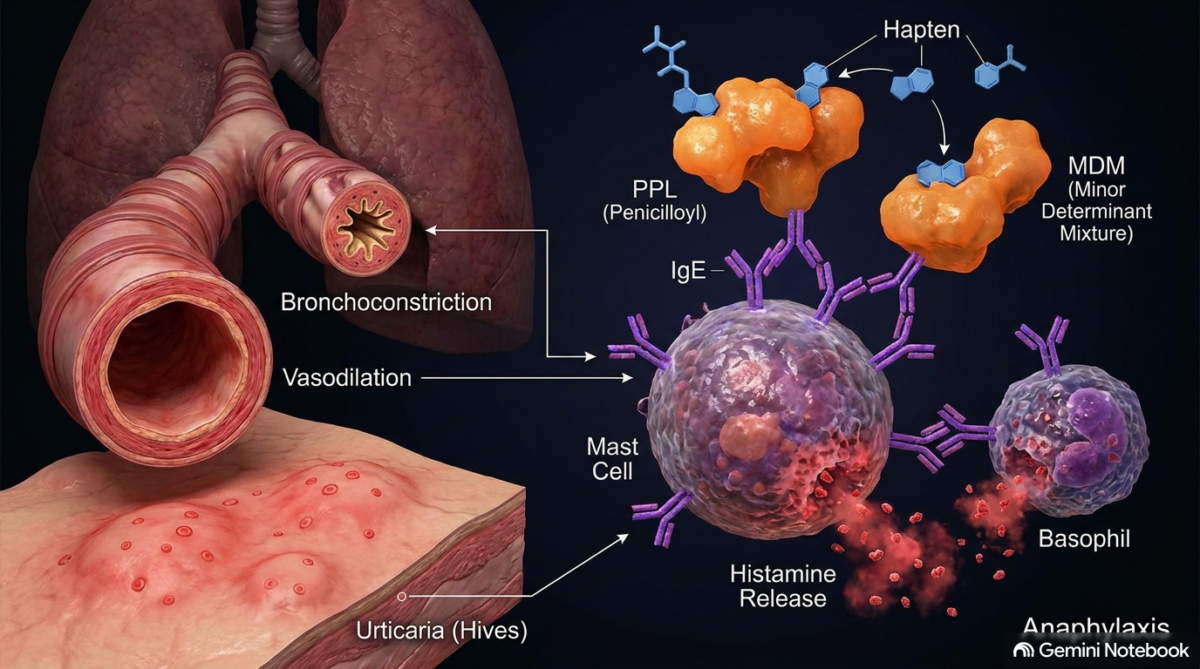 Hapten
PPL
(Penicilloyl)
MDM
(Minor
Determinant
Mixture)
IgE
Bronchoconstriction
Vasodilation
Mast
Cell
Basophil
Histamine
Release
Urticaria (Hives)
Anaphylaxis
Gemini Notebook